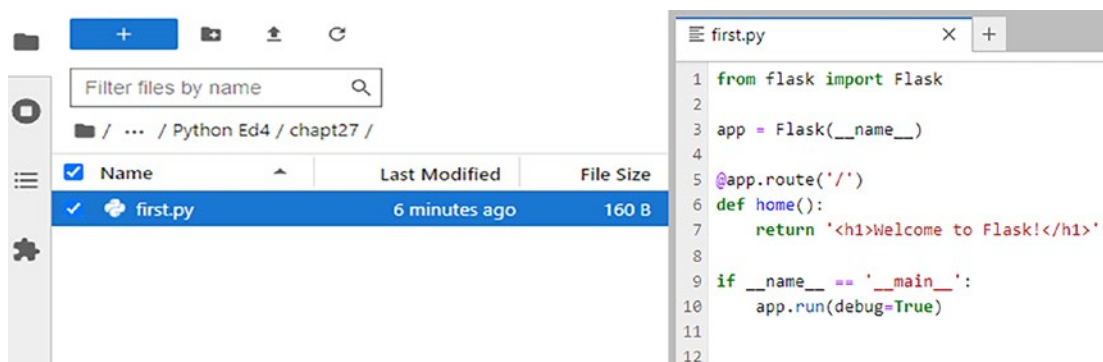 Filter files by name
/ ... / Python Ed4 / chapt27 /
Name Last Modified File Size
first.py 6 minutes ago 160 B
first.py
1 from flask import Flask
2
3 app = Flask(__name__)
4
5 @app.route('/')
6 def home():
7     return '<h1>Welcome to Flask!</h1>'
8
9 if __name__ == '__main__':
10     app.run(debug=True)
11
12